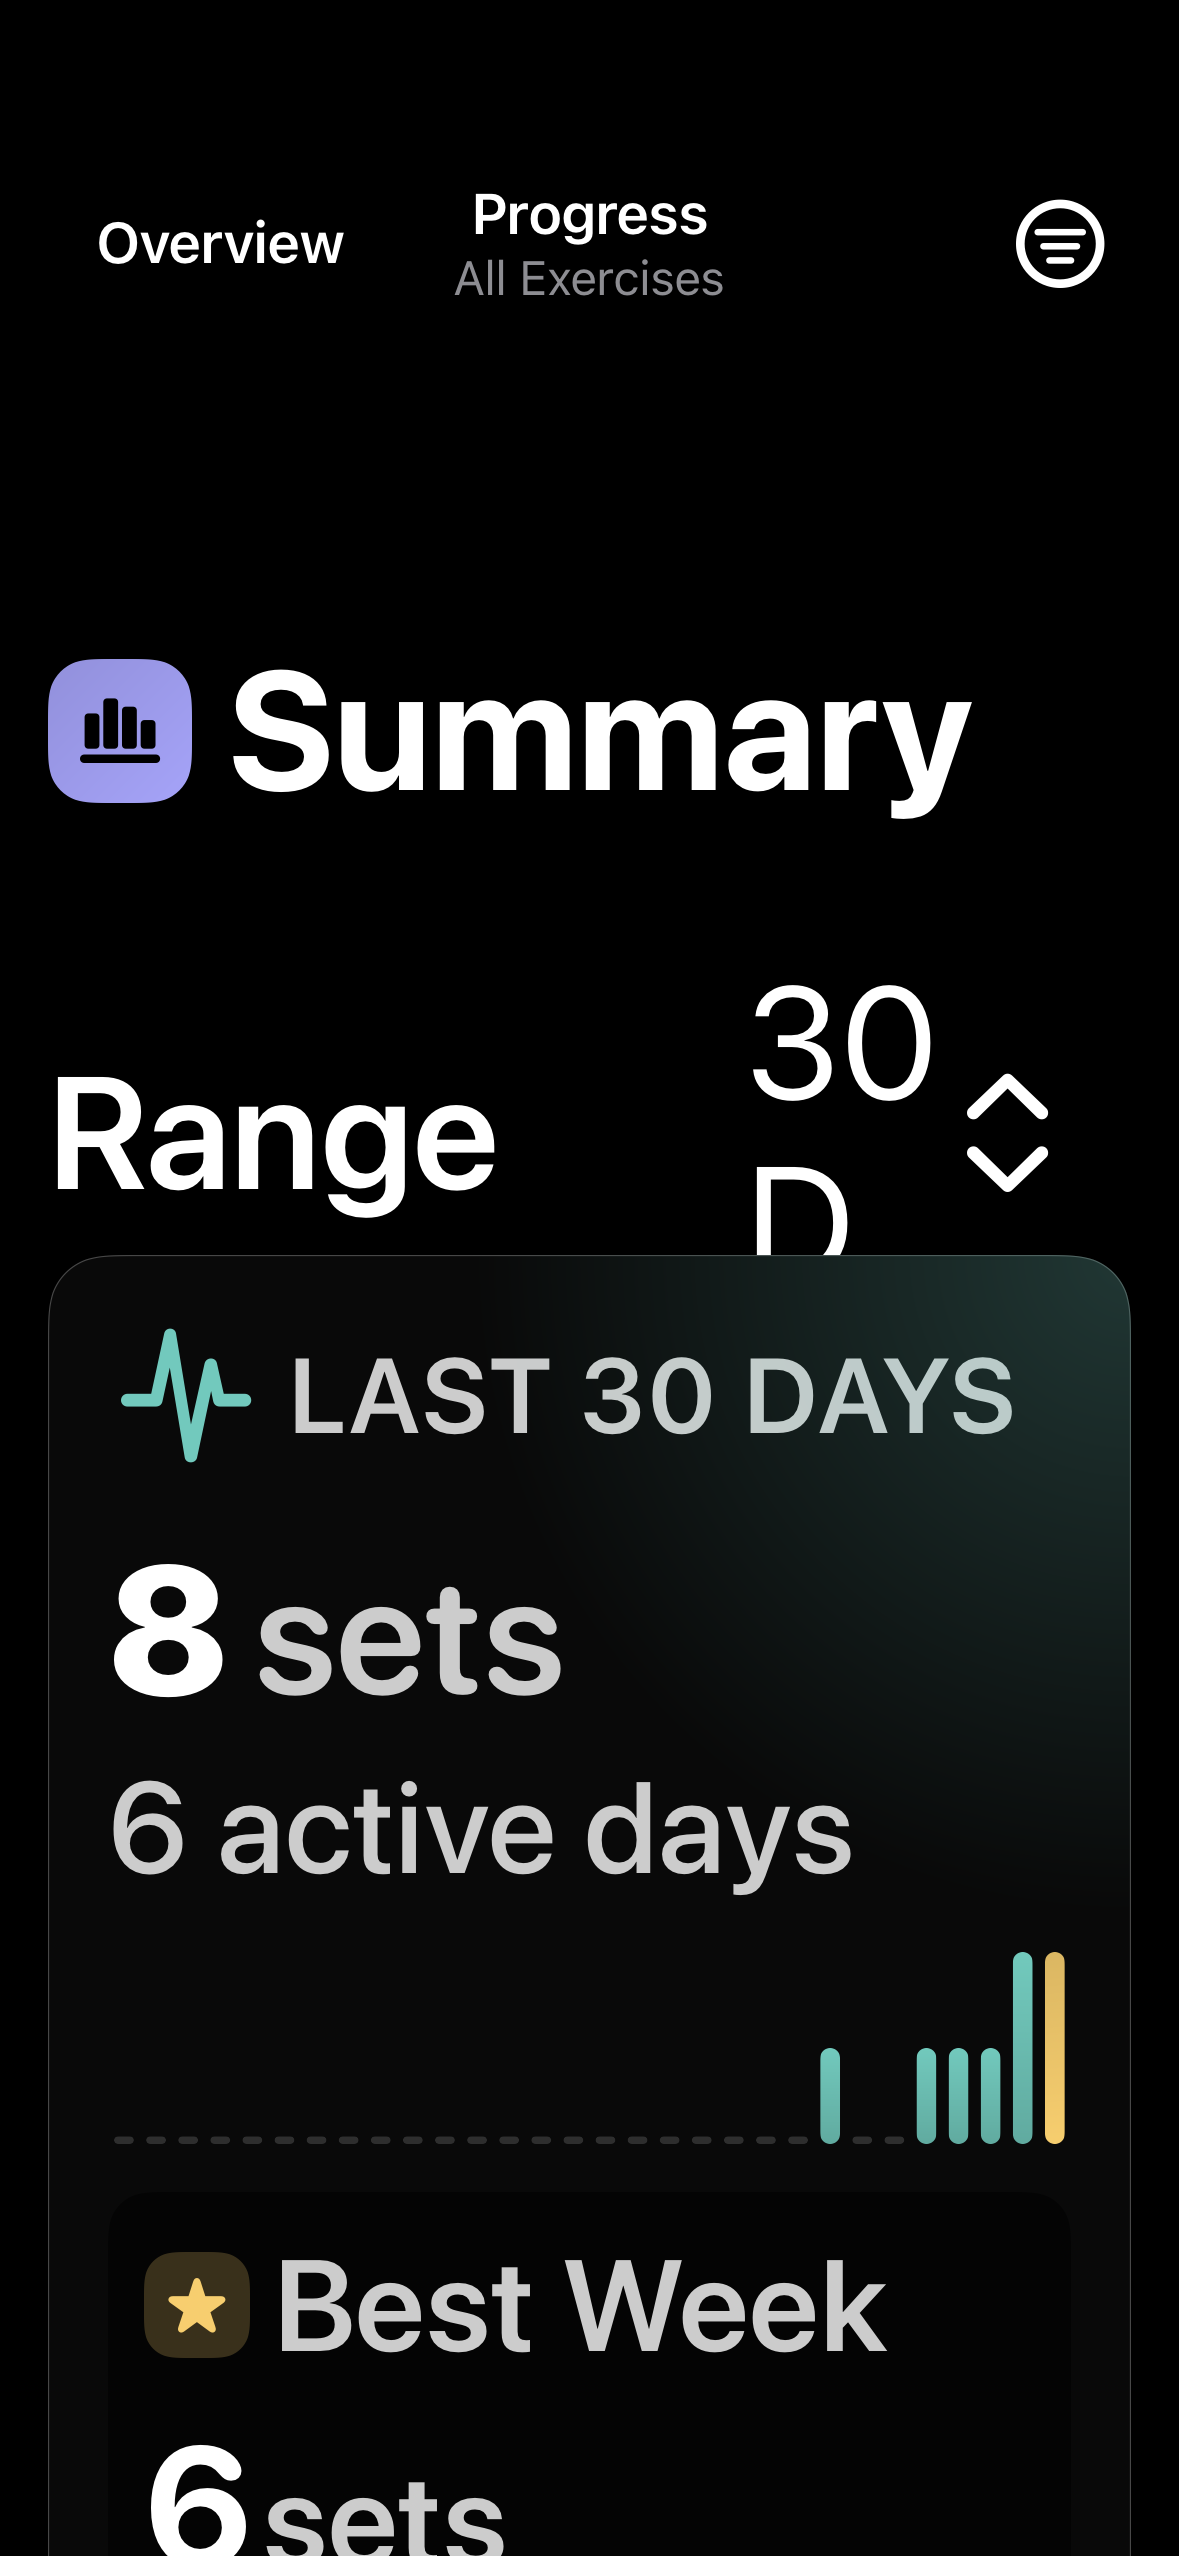 Overview
Progress
All Exercises
Summary
Range
30
D
LAST 30 DAYS
8 sets
6 active days
Best Week
6 sets